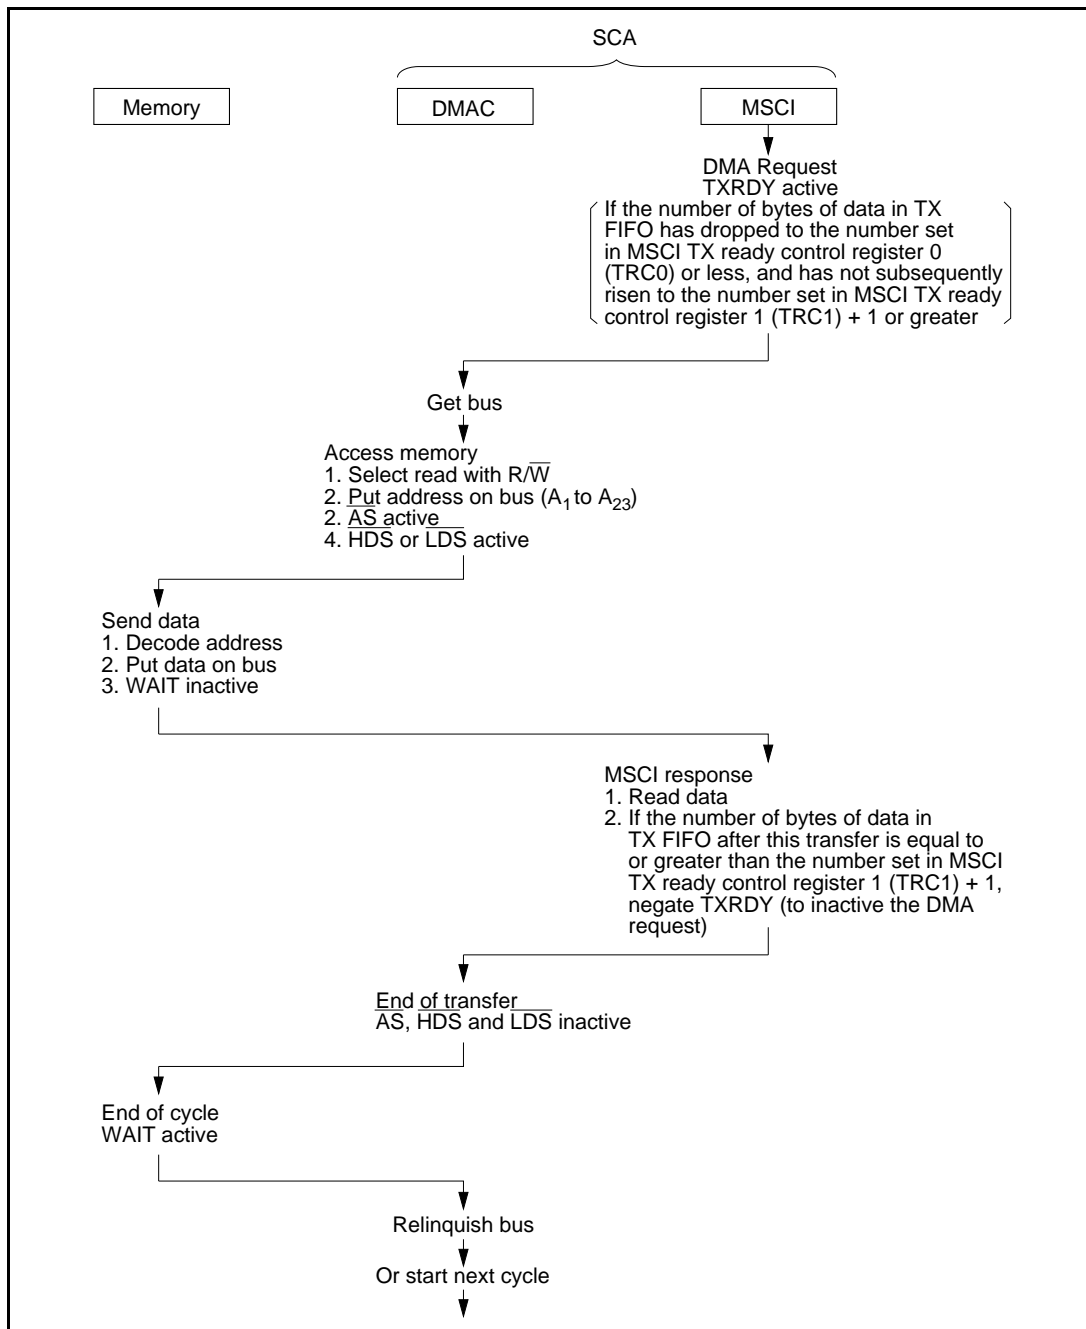 SCA
Memory
DMAC
MSCI
DMA Request
TXRDY active
If the number of bytes of data in TX
FIFO has dropped to the number set
in MSCI TX ready control register 0
(TRC0) or less, and has not subsequently
risen to the number set in MSCI TX ready
control register 1 (TRC1) + 1 or greater
Get bus
Access memory
1. Select read with R/W̅
2. Put address on bus (A₁ to A₂₃)
2. A̅S̅ active
4. H̅D̅S̅ or L̅D̅S̅ active
Send data
1. Decode address
2. Put data on bus
3. WAIT inactive
MSCI response
1. Read data
2. If the number of bytes of data in
TX FIFO after this transfer is equal to
or greater than the number set in MSCI
TX ready control register 1 (TRC1) + 1,
negate TXRDY (to inactive the DMA
request)
End of transfer
A̅S̅, H̅D̅S̅ and L̅D̅S̅ inactive
End of cycle
WAIT active
Relinquish bus
Or start next cycle